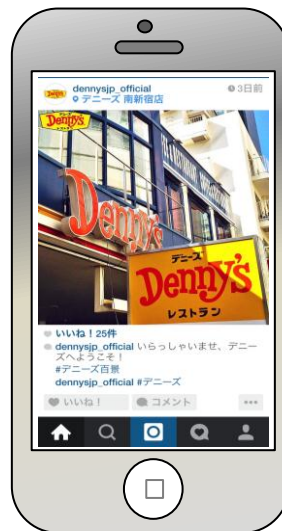 dennysjp_official
3日前
デニーズ 南新宿店
Denny's
レストラン
Denny's
デニーズ
Denny's
レストラン
いいね！25件
dennysjp_official いらっしゃいませ、デニー
ズへようこそ！
#デニーズ百景
dennysjp_official #デニーズ
いいね！
コメント